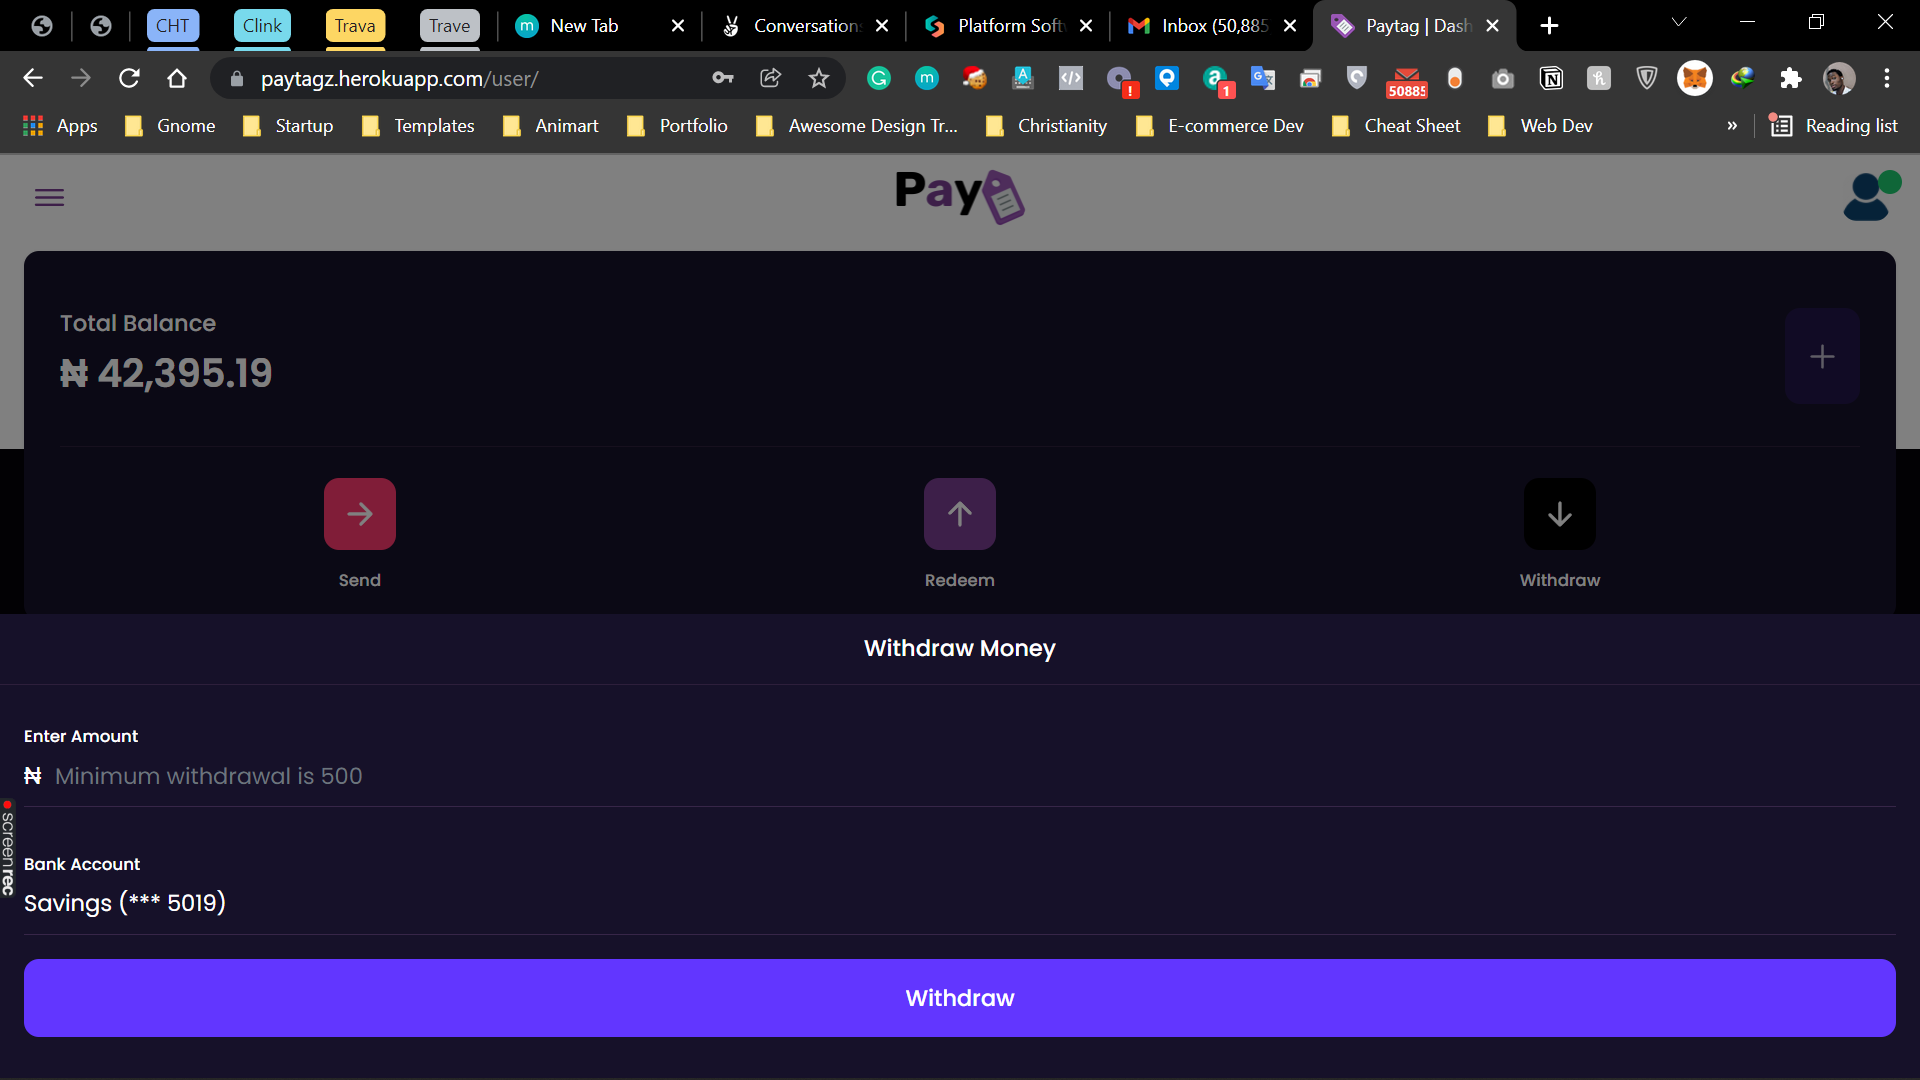 CHT
Clink
Trava
Trave
New Tab
Conversations
Platform Soft
Inbox (50,885
Paytag | Dash
paytagz.herokuapp.com/user/
1
50885
Apps
Gnome
Startup
Templates
Animart
Portfolio
Awesome Design Tr...
Christianity
E-commerce Dev
Cheat Sheet
Web Dev
»
Reading list
Pay
Total Balance
₦ 42,395.19
Send
Redeem
Withdraw
Withdraw Money
Enter Amount
₦ Minimum withdrawal is 500
screenrec
Bank Account
Savings (*** 5019)
Withdraw